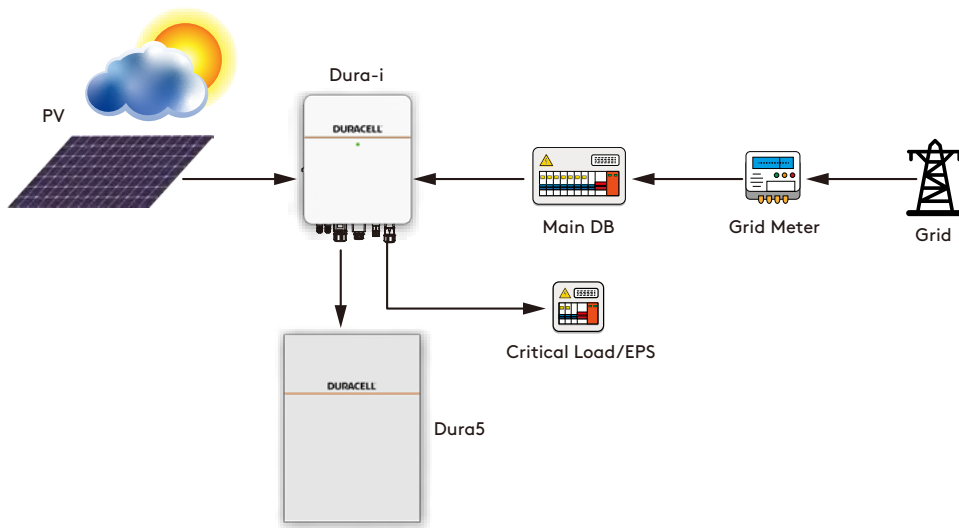 Dura-i
PV
DURACELL
Main DB
Grid Meter
Grid
Critical Load/EPS
DURACELL
Dura5